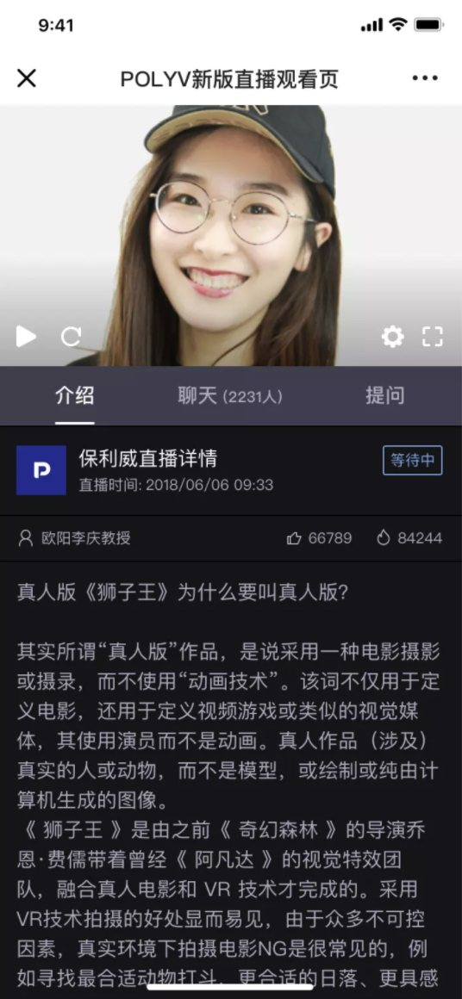 9:41
POLYV新版直播观看页
介绍 聊天 (2231人) 提问
保利威直播详情
等待中
直播时间: 2018/06/06 09:33
欧阳李庆教授 66789 84244
真人版《狮子王》为什么要叫真人版?
其实所谓“真人版”作品，是说采用一种电影摄影
或摄录，而不使用“动画技术”。该词不仅用于定
义电影，还用于定义视频游戏或类似的视觉媒
体，其使用演员而不是动画。真人作品（涉及）
真实的人或动物，而不是模型，或绘制或纯由计
算机生成的图像。
《 狮子王 》是由之前《 奇幻森林 》的导演乔
恩·费儒带着曾经《 阿凡达 》的视觉特效团
队，融合真人电影和 VR 技术才完成的。采用
VR技术拍摄的好处显而易见，由于众多不可控
因素，真实环境下拍摄电影NG是很常见的，例
如寻找最合适动物打斗、更合适的日落、更具感